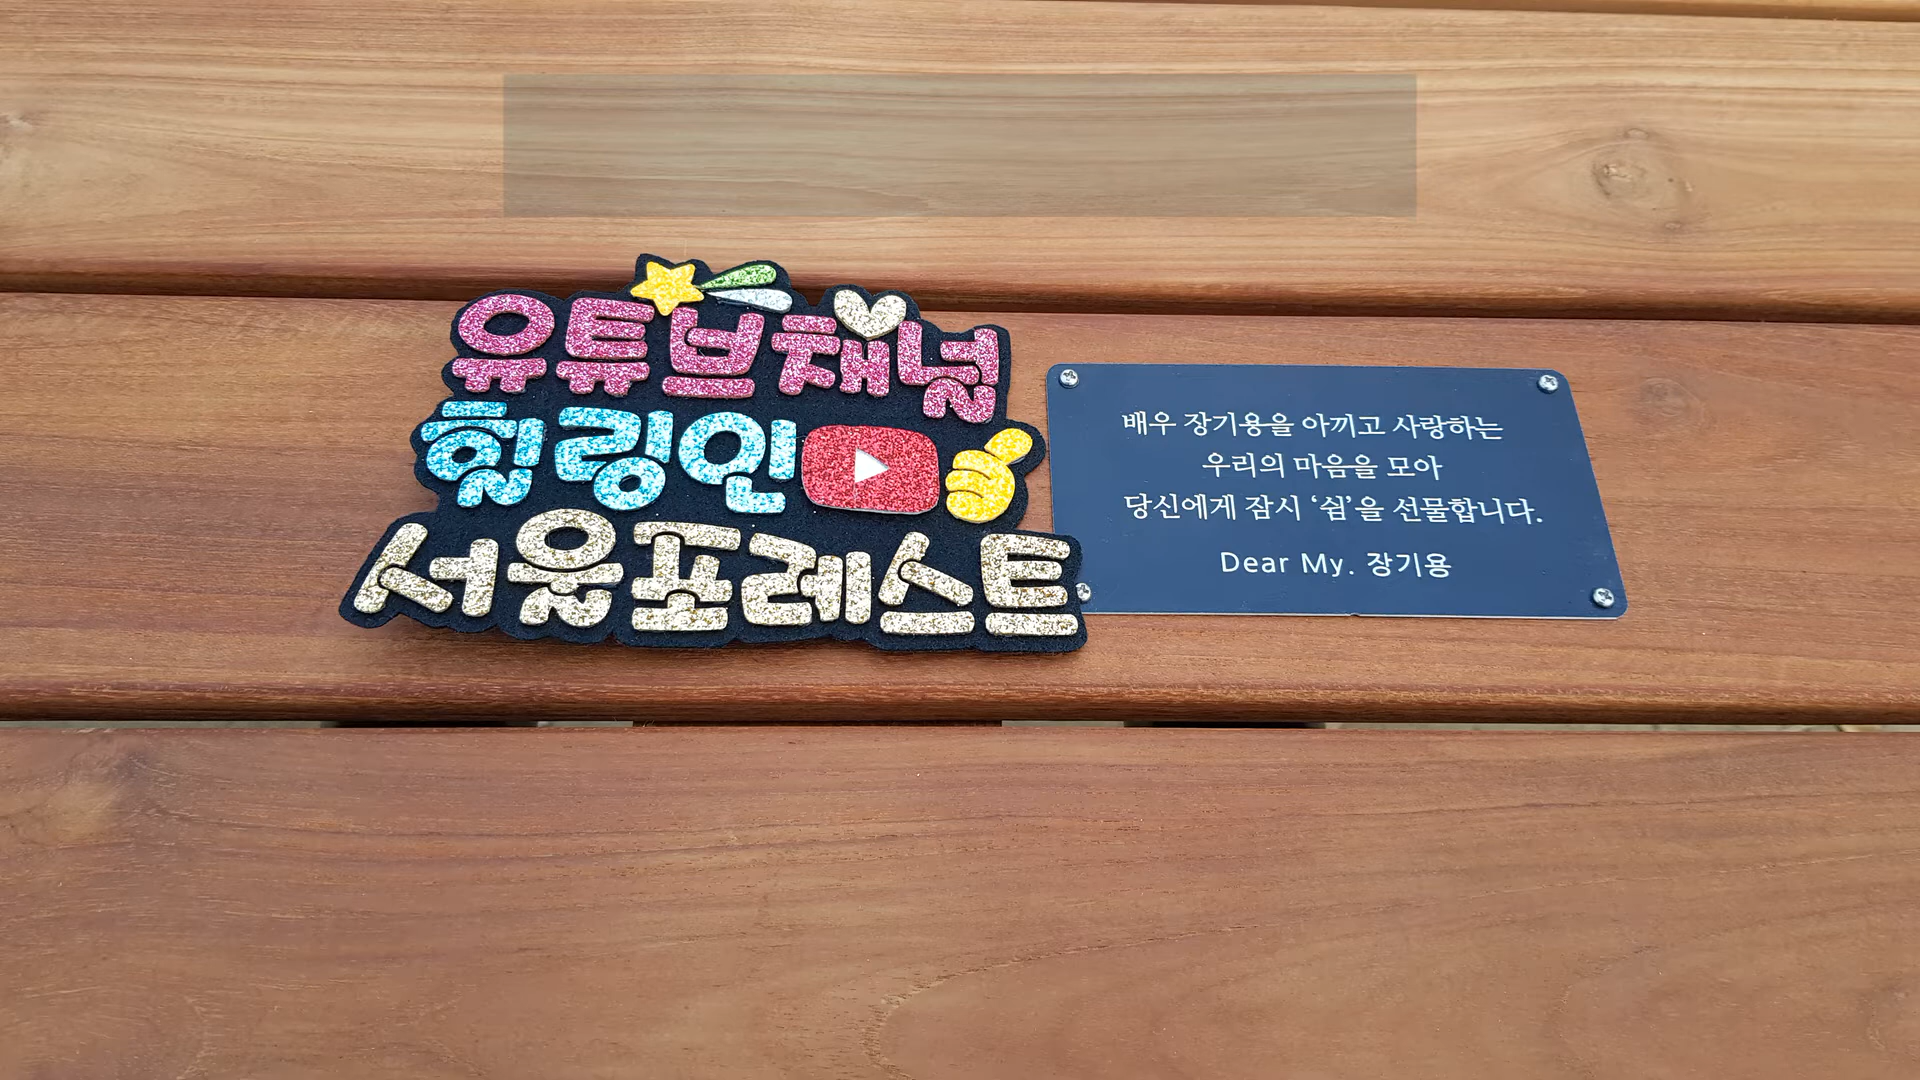 유튜브채널
힐링인
서울포레스트
배우 장기용을 아끼고 사랑하는
우리의 마음을 모아
당신에게 잠시 ‘쉼’을 선물합니다.
Dear My. 장기용